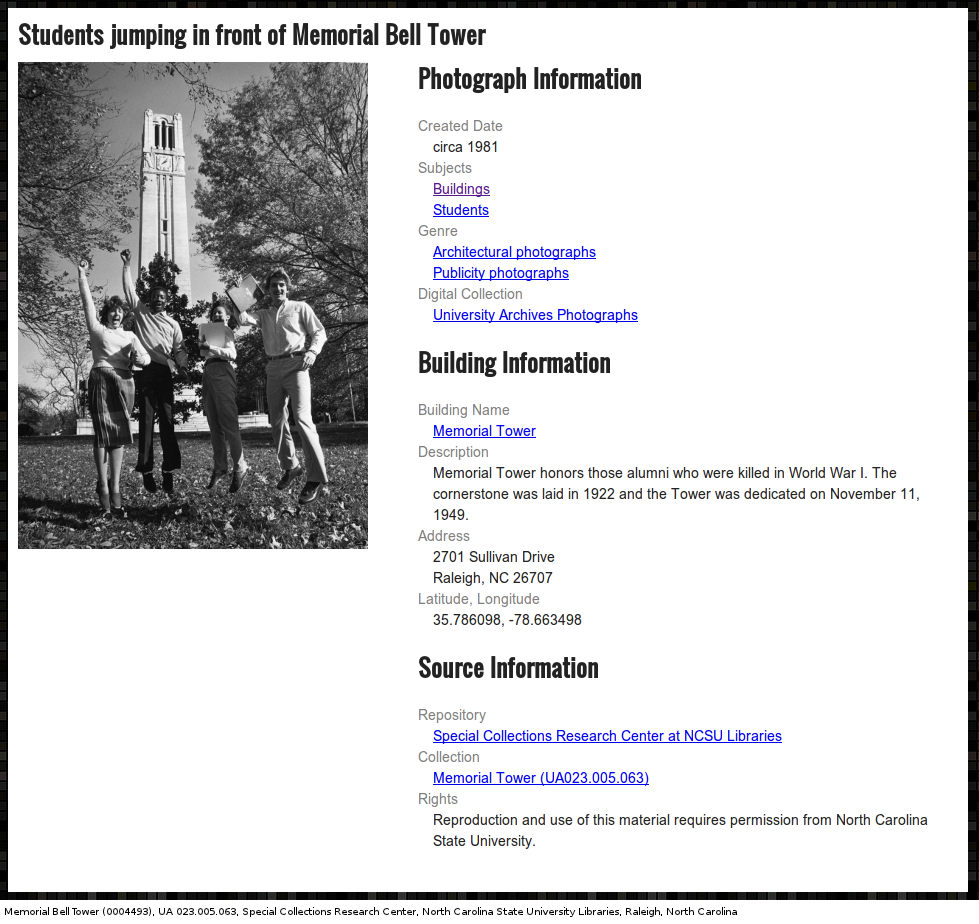 Students jumping in front of Memorial Bell Tower
Photograph Information
Created Date
circa 1981
Subjects
Buildings
Students
Genre
Architectural photographs
Publicity photographs
Digital Collection
University Archives Photographs
Building Information
Building Name
Memorial Tower
Description
Memorial Tower honors those alumni who were killed in World War I. The
cornerstone was laid in 1922 and the Tower was dedicated on November 11,
1949.
Address
2701 Sullivan Drive
Raleigh, NC 26707
Latitude, Longitude
35.786098, -78.663498
Source Information
Repository
Special Collections Research Center at NCSU Libraries
Collection
Memorial Tower (UA023.005.063)
Rights
Reproduction and use of this material requires permission from North Carolina
State University.
Memorial Bell Tower (0004493), UA 023.005.063, Special Collections Research Center, North Carolina State University Libraries, Raleigh, North Carolina